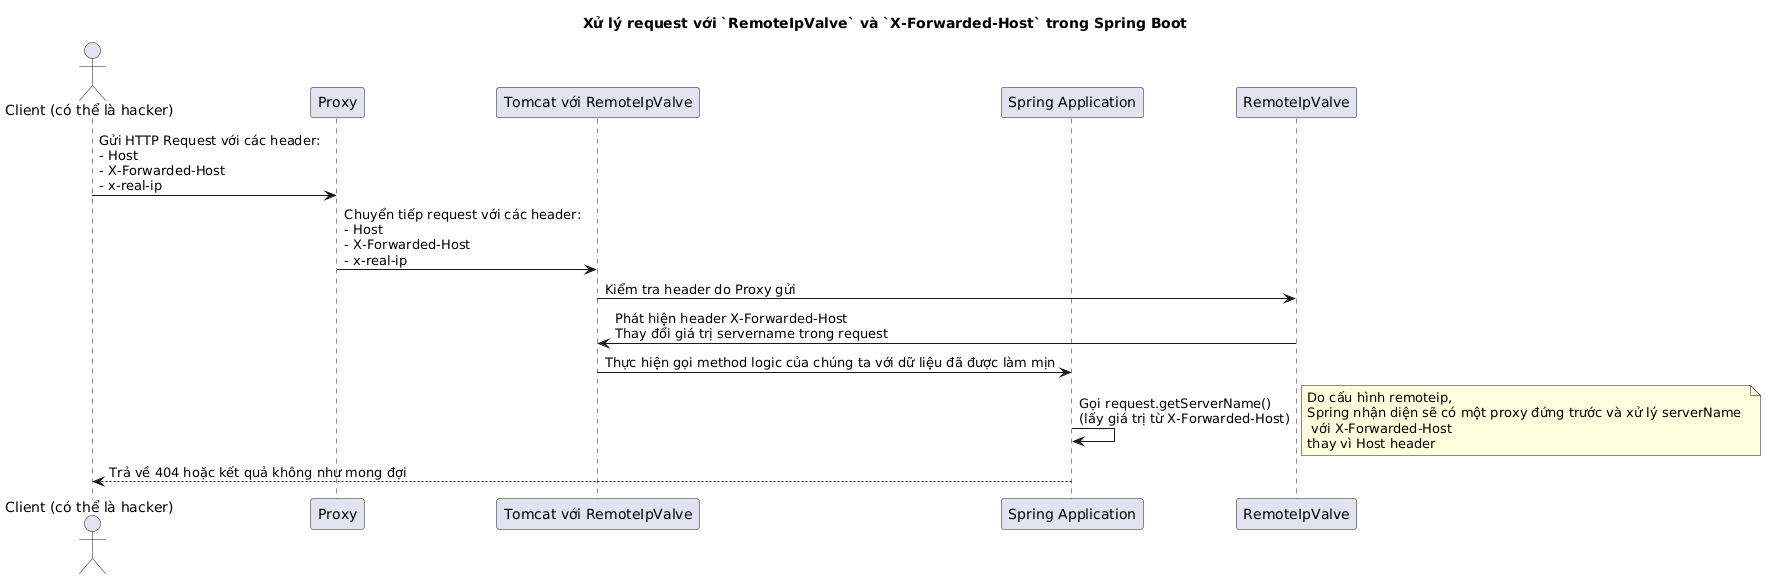 Xử lý request với `RemoteIpValve` và `X-Forwarded-Host` trong Spring Boot
Client (có thể là hacker)
Proxy
Tomcat với RemoteIpValve
Spring Application
RemoteIpValve
Gửi HTTP Request với các header:
- Host
- X-Forwarded-Host
- x-real-ip
Chuyển tiếp request với các header:
- Host
- X-Forwarded-Host
- x-real-ip
Kiểm tra header do Proxy gửi
Phát hiện header X-Forwarded-Host
Thay đổi giá trị servername trong request
Thực hiện gọi method logic của chúng ta với dữ liệu đã được làm mịn
Gọi request.getServerName()
(lấy giá trị từ X-Forwarded-Host)
Do cấu hình remoteip,
Spring nhận diện sẽ có một proxy đứng trước và xử lý serverName
với X-Forwarded-Host
thay vì Host header
Trả về 404 hoặc kết quả không như mong đợi
Client (có thể là hacker)
Proxy
Tomcat với RemoteIpValve
Spring Application
RemoteIpValve